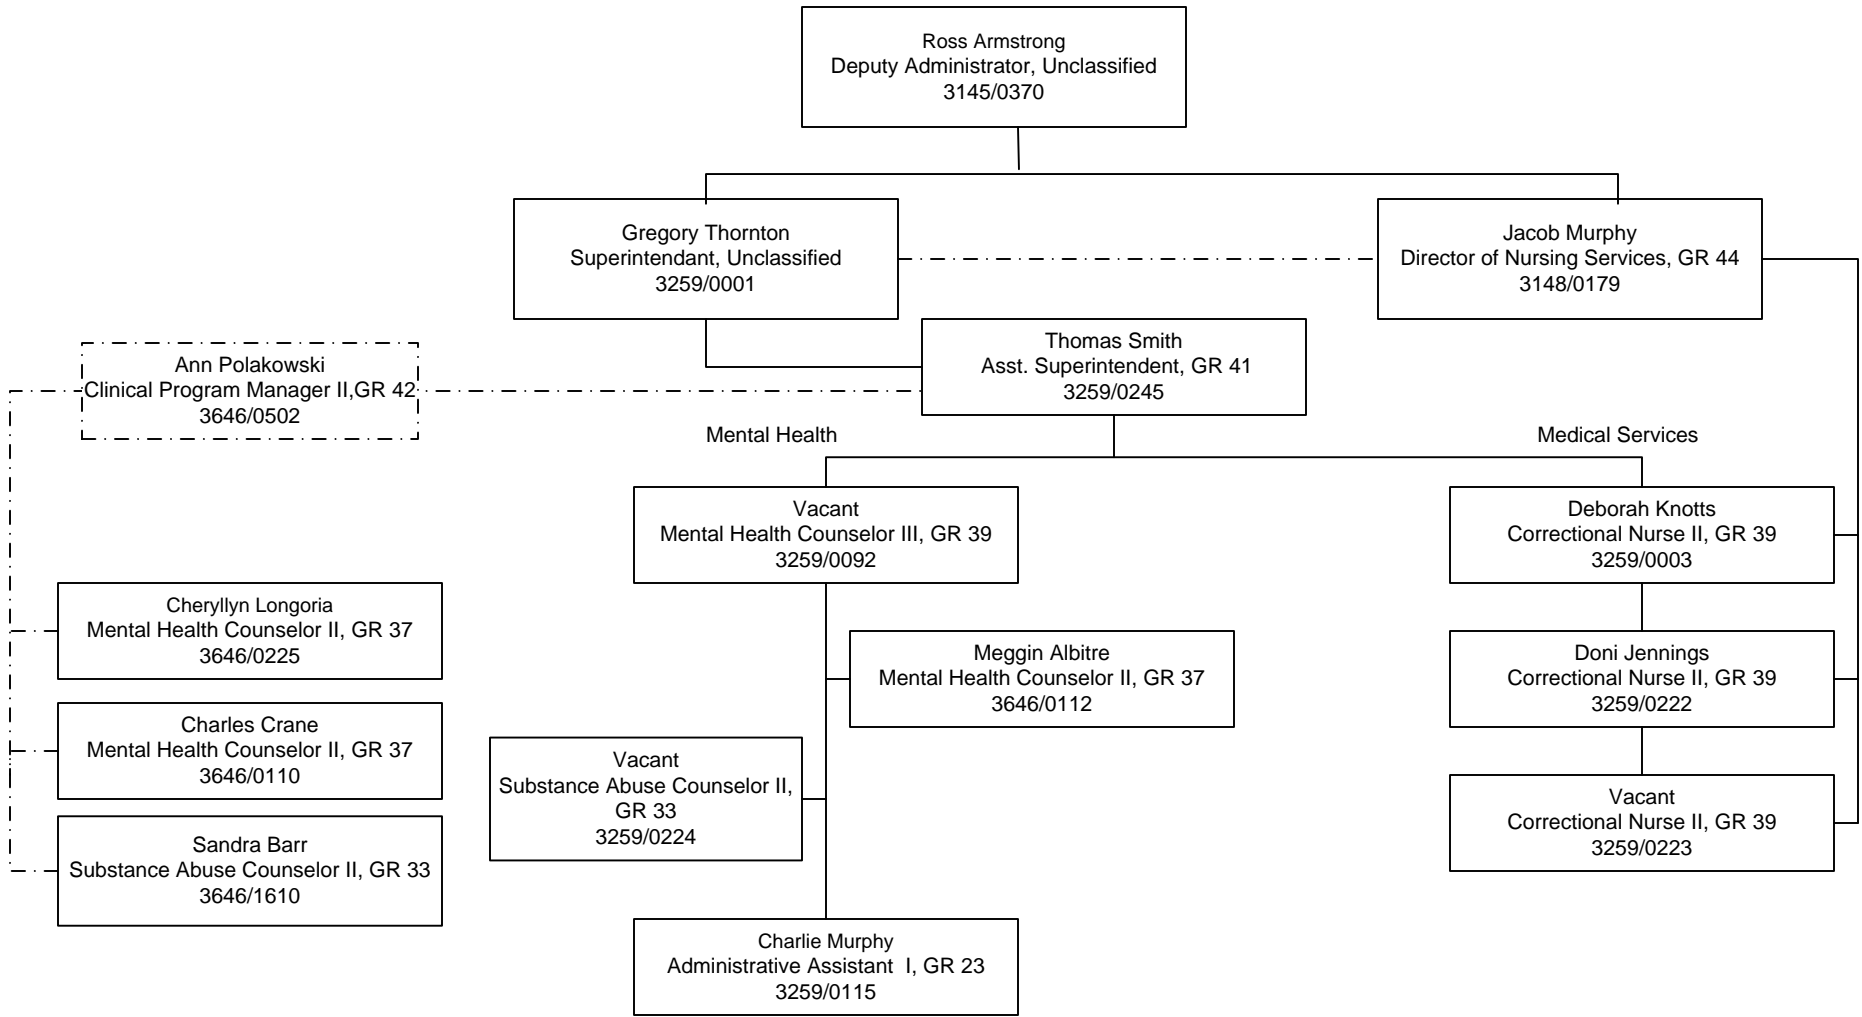 Ross Armstrong
Deputy Administrator, Unclassified
3145/0370
Gregory Thornton
Superintendant, Unclassified
3259/0001
Jacob Murphy
Director of Nursing Services, GR 44
3148/0179
Thomas Smith
Asst. Superintendent, GR 41
3259/0245
Ann Polakowski
Clinical Program Manager II,GR 42
3646/0502
Mental Health
Medical Services
Vacant
Mental Health Counselor III, GR 39
3259/0092
Deborah Knotts
Correctional Nurse II, GR 39
3259/0003
Cheryllyn Longoria
Mental Health Counselor II, GR 37
3646/0225
Meggin Albitre
Mental Health Counselor II, GR 37
3646/0112
Doni Jennings
Correctional Nurse II, GR 39
3259/0222
Charles Crane
Mental Health Counselor II, GR 37
3646/0110
Vacant
Substance Abuse Counselor II,
GR 33
3259/0224
Vacant
Correctional Nurse II, GR 39
3259/0223
Sandra Barr
Substance Abuse Counselor II, GR 33
3646/1610
Charlie Murphy
Administrative Assistant  I, GR 23
3259/0115